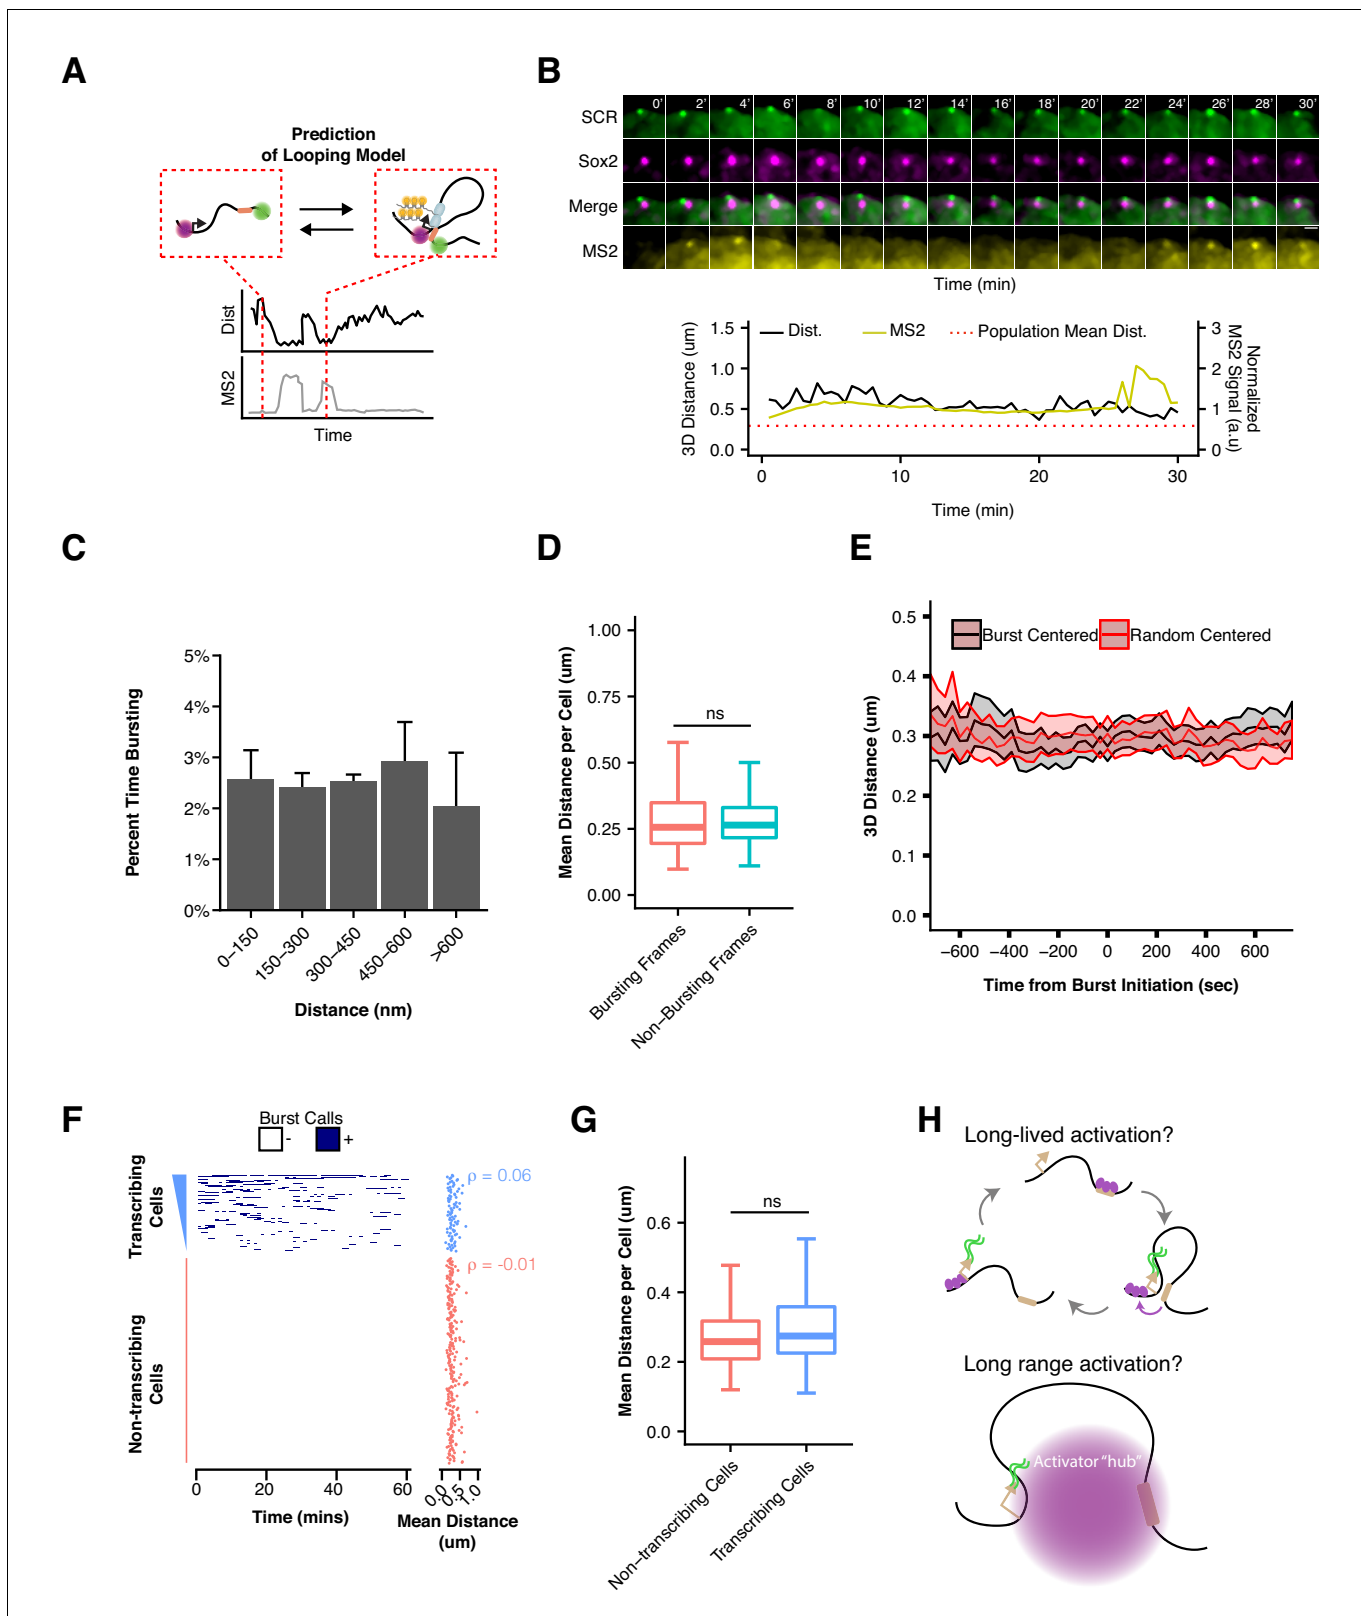 A
Prediction
of Looping Model
Dist
MS2
Time
B
0' 2' 4' 6' 8' 10' 12' 14' 16' 18' 20' 22' 24' 26' 28' 30'
SCR
Sox2
Merge
MS2
Time (min)
Dist. MS2 Population Mean Dist.
3D Distance (um)
1.5
1.0
0.5
0.0
Normalized
MS2 Signal (a.u)
3
2
1
0
0 10 20 30
Time (min)
C
Percent Time Bursting
5%
4%
3%
2%
1%
0%
0–150 150–300 300–450 450–600 >600
Distance (nm)
D
Mean Distance per Cell (um)
1.00
0.75
0.50
0.25
0.00
ns
Bursting Frames
Non–Bursting Frames
E
3D Distance (um)
0.5
0.4
0.3
0.2
0.1
0.0
Burst Centered Random Centered
−600 −400 −200 0 200 400 600
Time from Burst Initiation (sec)
F
Burst Calls
- +
Transcribing
Cells
Non-transcribing
Cells
ρ = 0.06
ρ = -0.01
0 20 40 60
Time (mins)
0.0 0.5 1.0
Mean Distance
(um)
G
Mean Distance per Cell (um)
0.6
0.4
0.2
0.0
ns
Non−transcribing Cells
Transcribing Cells
H
Long-lived activation?
Long range activation?
Activator "hub"